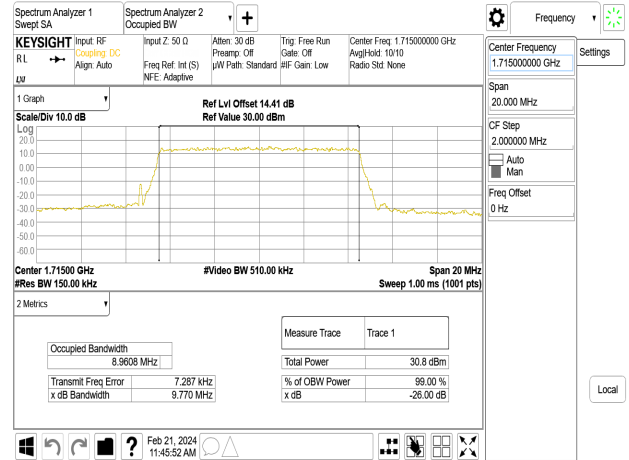 Spectrum Analyzer 1
Swept SA
Spectrum Analyzer 2
Occupied BW
Frequency
KEYSIGHT
Input: RF
Input Z: 50 Ω
Atten: 30 dB
Trig: Free Run
Center Freq: 1.715000000 GHz
RL
Coupling: DC
Preamp: Off
Gate: Off
Avg|Hold: 10/10
Align: Auto
Freq Ref: Int (S)
µW Path: Standard
#IF Gain: Low
Radio Std: None
NFE: Adaptive
LXI
Center Frequency
1.715000000 GHz
Settings
Span
20.000 MHz
CF Step
2.000000 MHz
Auto
Man
Freq Offset
0 Hz
Local
1 Graph
Ref Lvl Offset 14.41 dB
Scale/Div 10.0 dB
Ref Value 30.00 dBm
Log
20.0
10.0
0.00
-10.0
-20.0
-30.0
-40.0
-50.0
-60.0
Center 1.71500 GHz
#Video BW 510.00 kHz
Span 20 MHz
#Res BW 150.00 kHz
Sweep 1.00 ms (1001 pts)
2 Metrics
Measure Trace
Trace 1
Occupied Bandwidth
8.9608 MHz
Total Power
30.8 dBm
Transmit Freq Error
7.287 kHz
% of OBW Power
99.00 %
x dB Bandwidth
9.770 MHz
x dB
-26.00 dB
?
Feb 21, 2024
11:45:52 AM